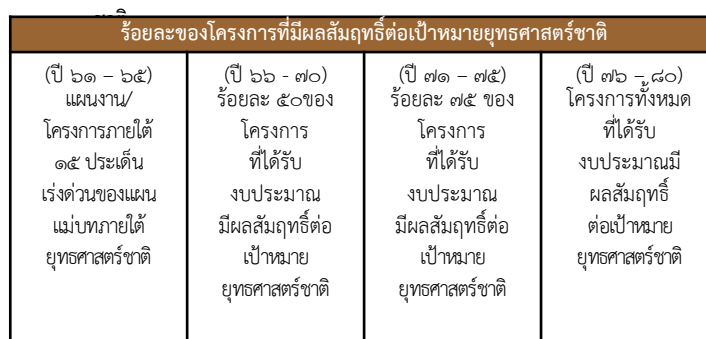 ร้อยละของโครงการที่มีผลสัมฤทธิ์ต่อเป้าหมายยุทธศาสตร์ชาติ
(ปี ๖๑ – ๖๕)
แผนงาน/
โครงการภายใต้
๑๕ ประเด็น
เร่งด่วนของแผน
แม่บทภายใต้
ยุทธศาสตร์ชาติ
(ปี ๖๖ - ๗๐)
ร้อยละ ๕๐ของ
โครงการ
ที่ได้รับ
งบประมาณ
มีผลสัมฤทธิ์ต่อ
เป้าหมาย
ยุทธศาสตร์ชาติ
(ปี ๗๑ – ๗๕)
ร้อยละ ๗๕ ของ
โครงการ
ที่ได้รับ
งบประมาณ
มีผลสัมฤทธิ์ต่อ
เป้าหมาย
ยุทธศาสตร์ชาติ
(ปี ๗๖ – ๘๐)
โครงการทั้งหมด
ที่ได้รับ
งบประมาณมี
ผลสัมฤทธิ์
ต่อเป้าหมาย
ยุทธศาสตร์ชาติ